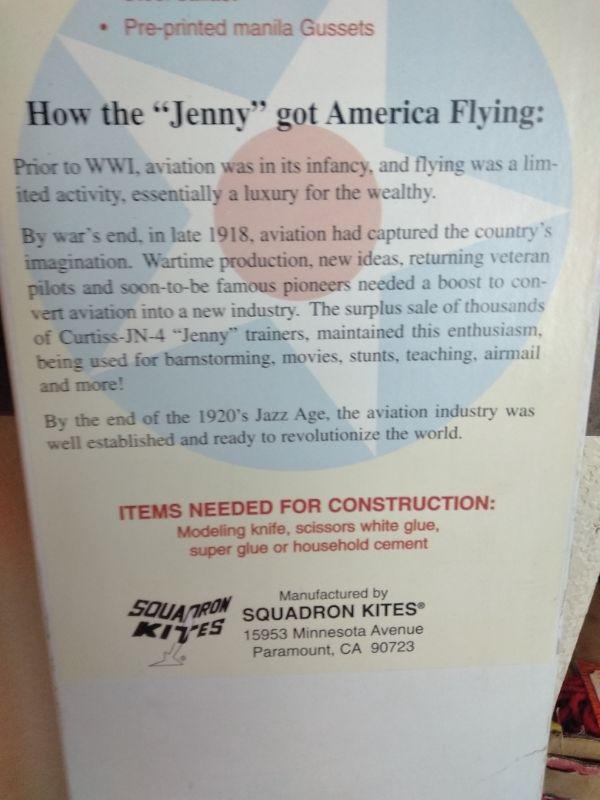 • Pre-printed manila Gussets
How the “Jenny” got America Flying:
Prior to WWI, aviation was in its infancy, and flying was a lim-
ited activity, essentially a luxury for the wealthy.
By war’s end, in late 1918, aviation had captured the country’s
imagination. Wartime production, new ideas, returning veteran
pilots and soon-to-be famous pioneers needed a boost to con-
vert aviation into a new industry. The surplus sale of thousands
of Curtiss-JN-4 “Jenny” trainers, maintained this enthusiasm,
being used for barnstorming, movies, stunts, teaching, airmail
and more!
By the end of the 1920’s Jazz Age, the aviation industry was
well established and ready to revolutionize the world.
ITEMS NEEDED FOR CONSTRUCTION:
Modeling knife, scissors white glue,
super glue or household cement
SQUADRON
KITES
Manufactured by
SQUADRON KITES®
15953 Minnesota Avenue
Paramount, CA 90723